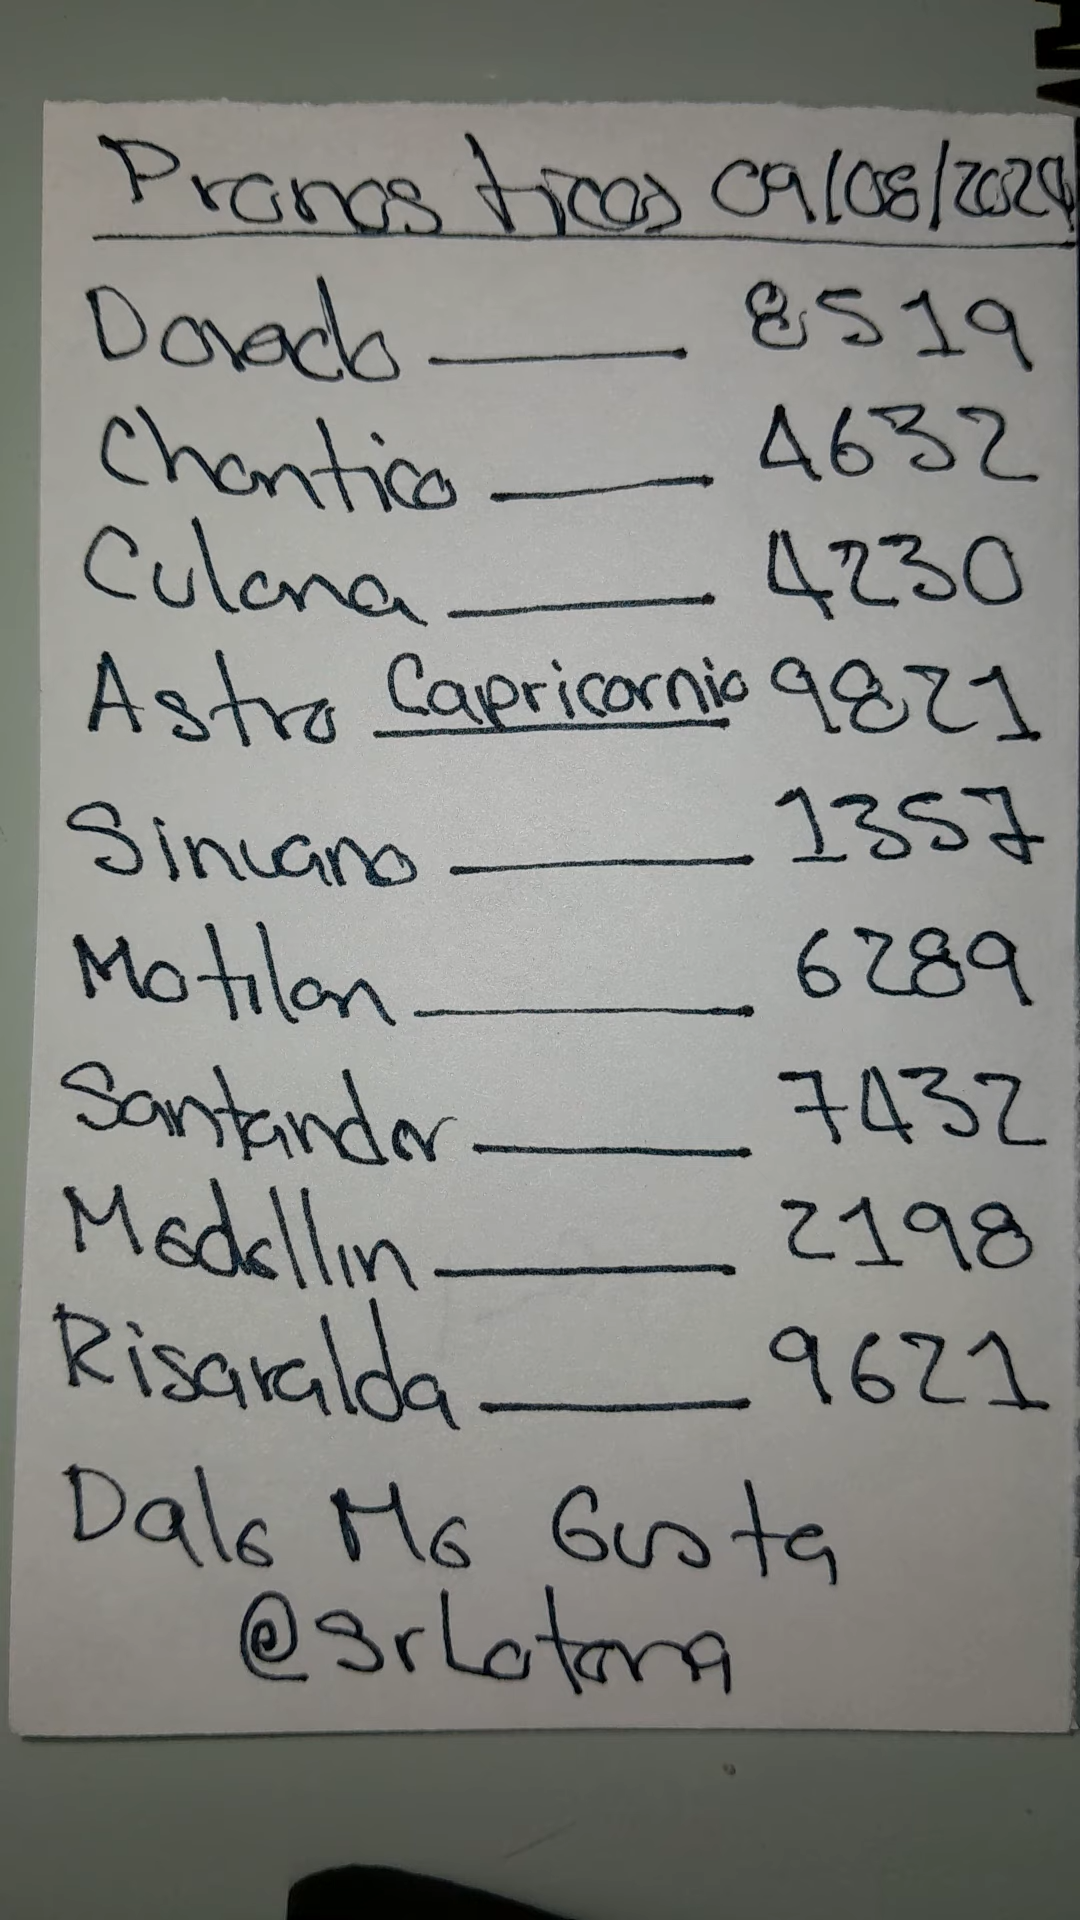 Pronosticos 09/08/2024
Dorado 8519
Chontico 4632
Culona 4230
Astro Capricornio 9821
Sinuano 1357
Motilon 6289
Santander 7432
Medellin 2198
Risaralda 9621
Dale Me Gusta
@SrLotona